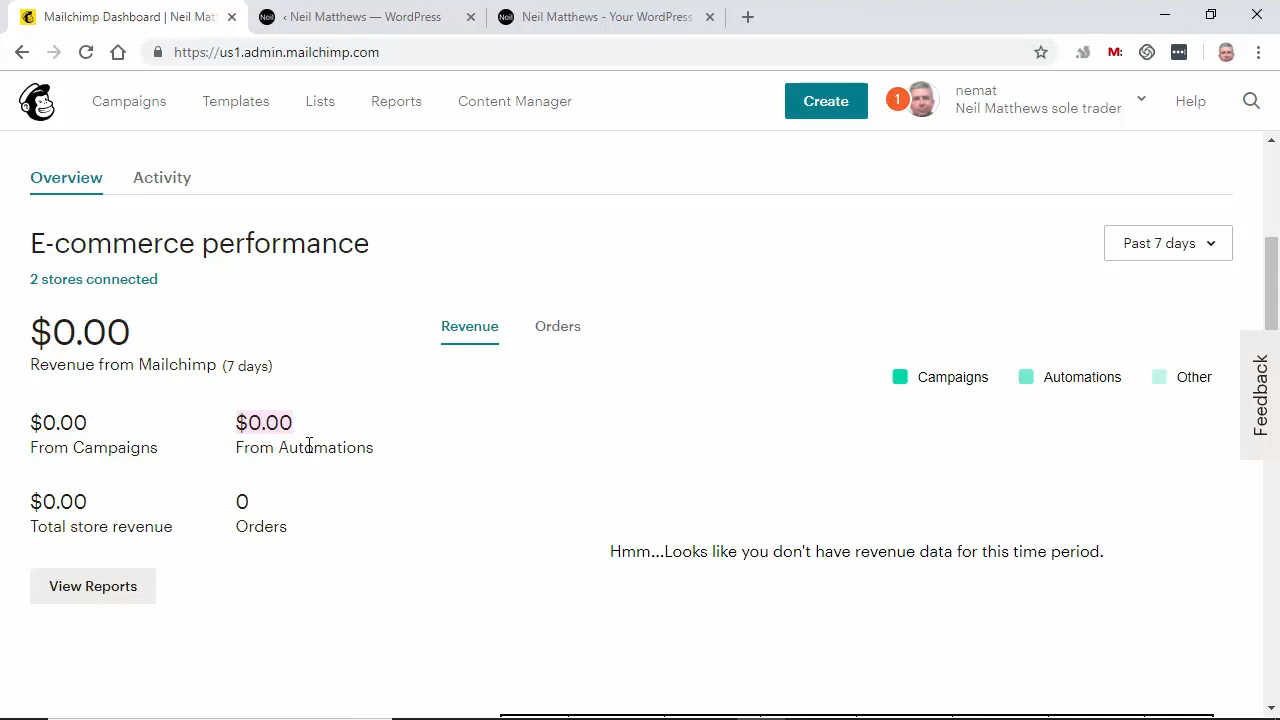 Mailchimp Dashboard | Neil Mat
‹ Neil Matthews — WordPress
Neil Matthews - Your WordPress
https://us1.admin.mailchimp.com
M:
Campaigns
Templates
Lists
Reports
Content Manager
Create
1
nemat
Neil Matthews sole trader
Help
Overview
Activity
E-commerce performance
Past 7 days
2 stores connected
$0.00
Revenue from Mailchimp (7 days)
Revenue
Orders
Campaigns
Automations
Other
Feedback
$0.00
From Campaigns
$0.00
From Automations
$0.00
Total store revenue
0
Orders
Hmm...Looks like you don't have revenue data for this time period.
View Reports